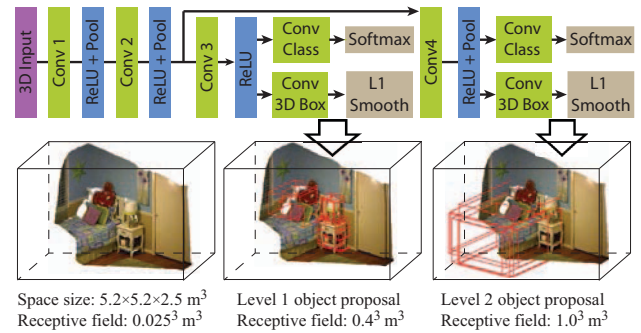 3D Input
Conv 1
ReLU + Pool
Conv 2
ReLU + Pool
Conv 3
ReLU
Conv
Class
Softmax
Conv
3D Box
L1
Smooth
Conv4
ReLU + Pool
Conv
Class
Softmax
Conv
3D Box
L1
Smooth
Space size: 5.2×5.2×2.5 m³
Receptive field: 0.025³ m³
Level 1 object proposal
Receptive field: 0.4³ m³
Level 2 object proposal
Receptive field: 1.0³ m³